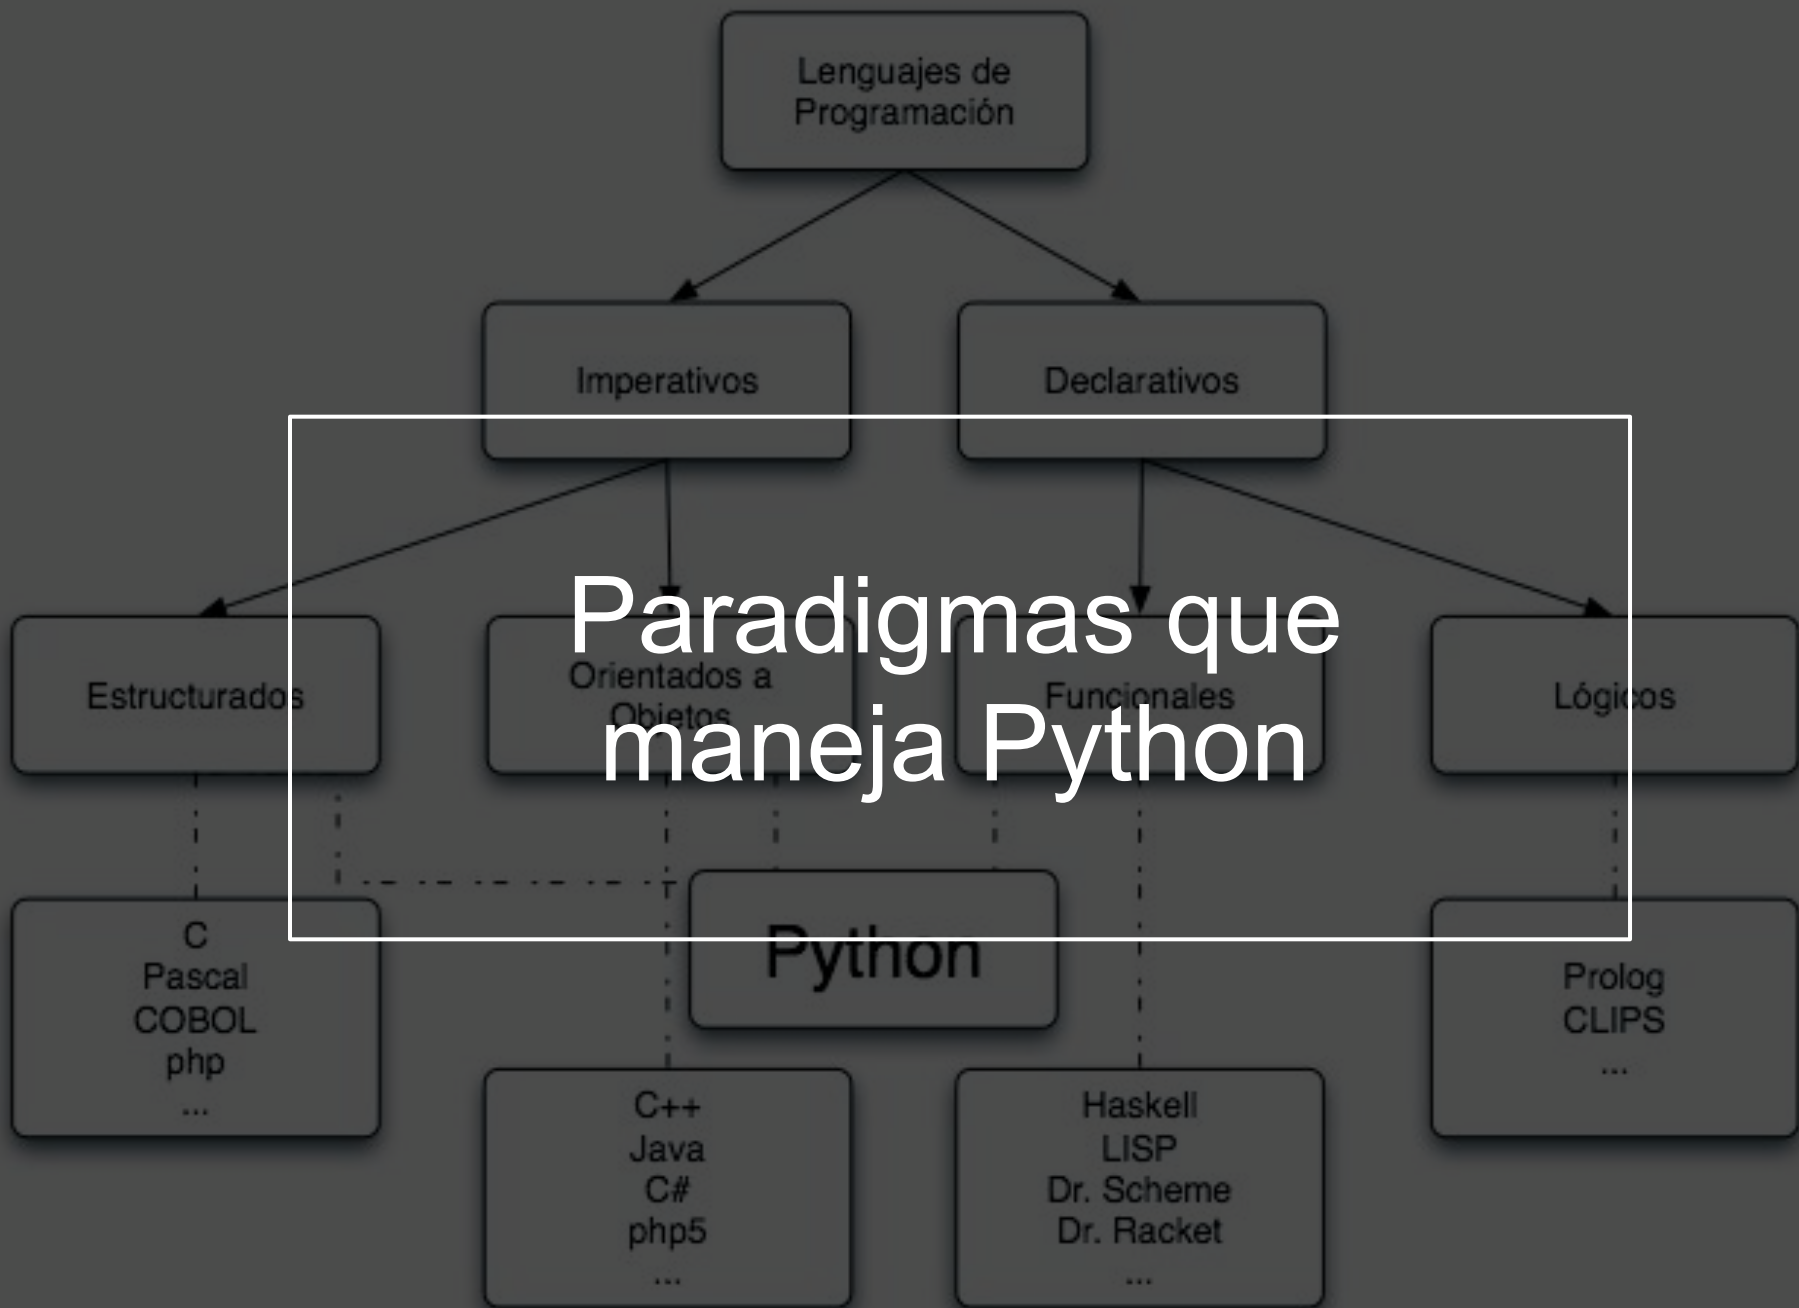 Lenguajes de
Programación
Imperativos
Declarativos
Paradigmas que
maneja Python
Estructurados
Orientados a
Objetos
Funcionales
Lógicos
Python
C
Pascal
COBOL
php
...
Prolog
CLIPS
...
C++
Java
C#
php5
...
Haskell
LISP
Dr. Scheme
Dr. Racket
...